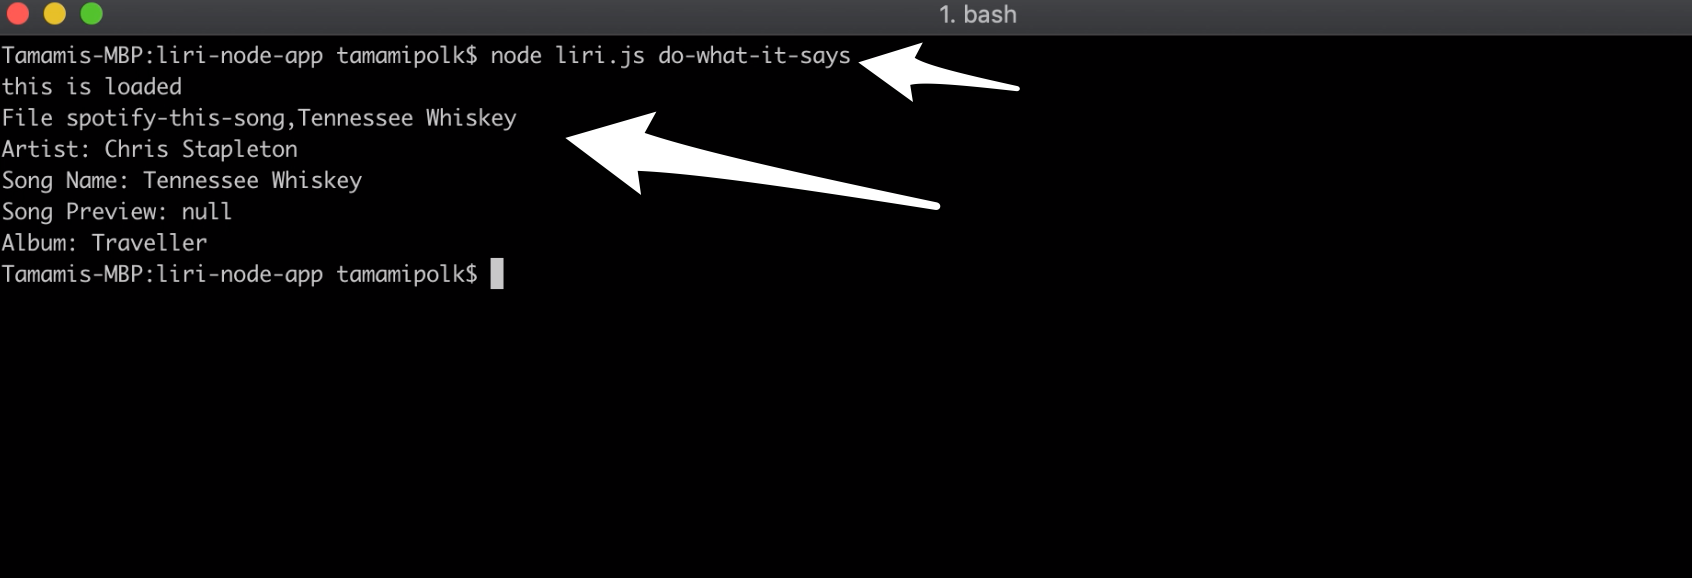 1. bash
Tamamis-MBP:liri-node-app tamamipolk$ node liri.js do-what-it-says
this is loaded
File spotify-this-song,Tennessee Whiskey
Artist: Chris Stapleton
Song Name: Tennessee Whiskey
Song Preview: null
Album: Traveller
Tamamis-MBP:liri-node-app tamamipolk$